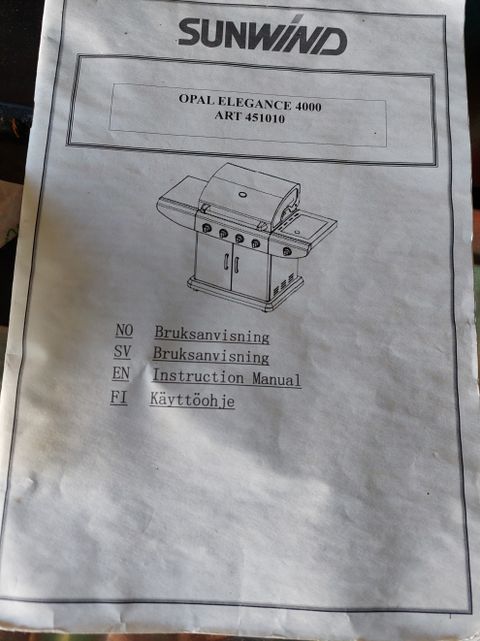 SUNWIND
OPAL ELEGANCE 4000
ART 451010
NO Bruksanvisning
SV Bruksanvisning
EN Instruction Manual
FI Käyttöohje